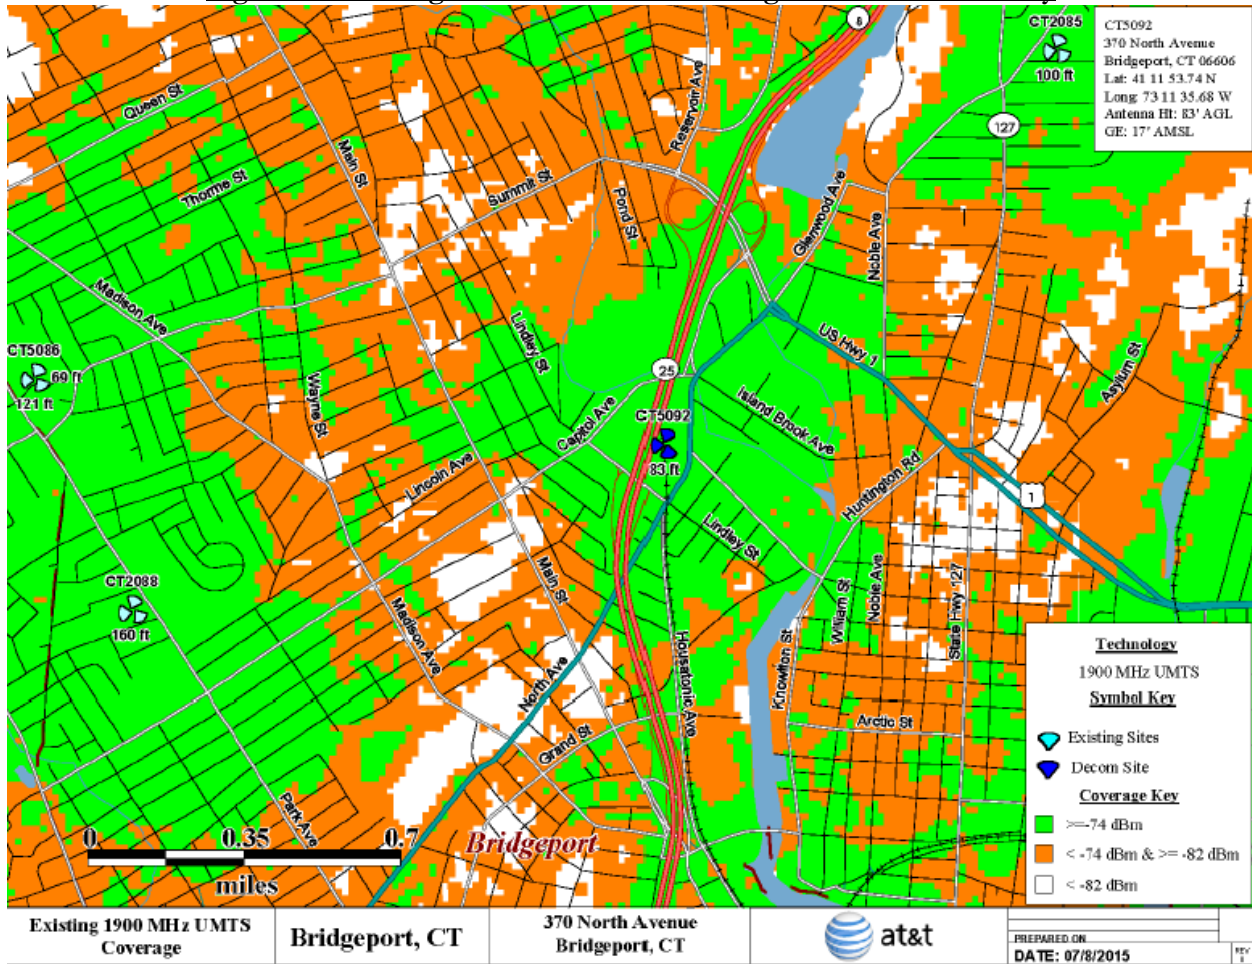 8
CT2085
100 ft
CT5092
370 North Avenue
Bridgeport, CT 06606
Lat: 41 11 53.74 N
Long: 73 11 35.68 W
Antenna Ht: 83' AGL
GE: 17' AMSL
127
Queen St
Main St
Reservoir Ave
Thorme St
Summit St
Pond St
Glenwood Ave
Noble Ave
Madison Ave
Lindley St
US Hwy 1
CT5086
69 ft
121 ft
Wayne St
25
Asylum St
Capitol Ave
CT5092
83 ft
Island Brook Ave
Lincoln Ave
Huntington Rd
1
Lindley St
CT2088
160 ft
Main St
Madison Ave
William St
Noble Ave
State Hwy 127
Knowlton St
Housatonic Ave
North Ave
Grand St
Arctic St
Park Ave
Bridgeport
0 0.35 0.7
miles
Technology
1900 MHz UMTS
Symbol Key
Existing Sites
Decom Site
Coverage Key
>=-74 dBm
< -74 dBm & >= -82 dBm
< -82 dBm
Existing 1900 MHz UMTS
Coverage
Bridgeport, CT
370 North Avenue
Bridgeport, CT
at&t
PREPARED ON
DATE: 07/8/2015
REV